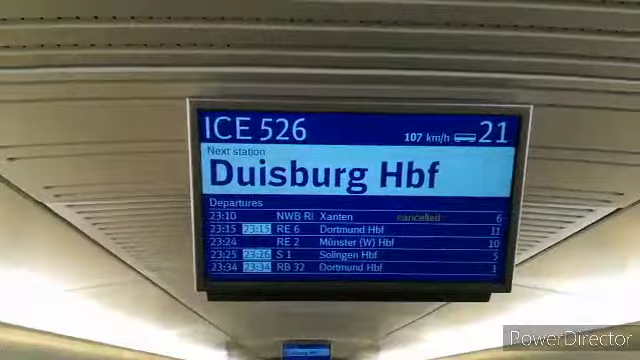 ICE 526
107 km/h 21
Next station
Duisburg Hbf
Departures
23:10 NWB RI Xanten cancelled 6
23:15 23:15 RE 6 Dortmund Hbf 11
23:24 RE 2 Münster (W) Hbf 10
23:25 23:26 S 1 Solingen Hbf 5
23:34 23:34 RB 32 Dortmund Hbf 1
PowerDirector